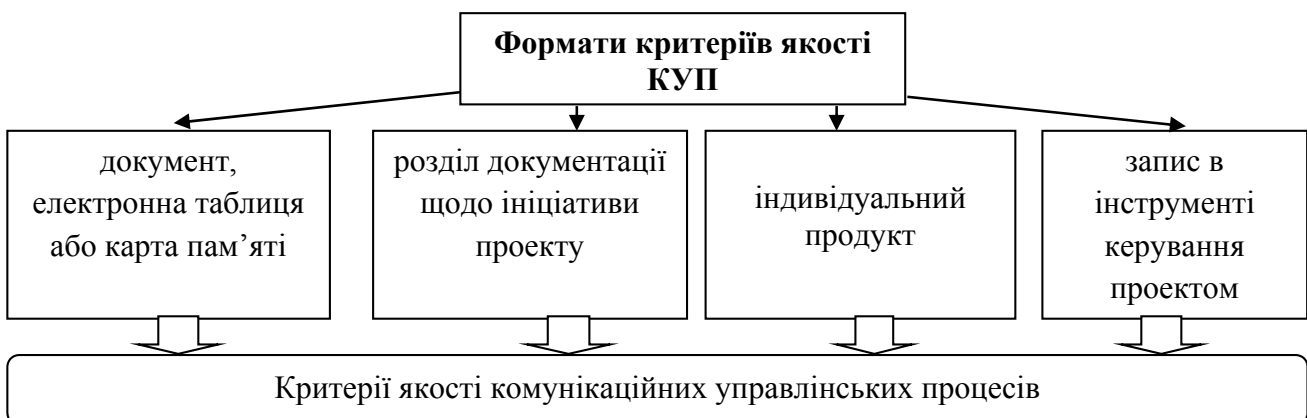 Формати критеріїв якості
КУП
документ,
електронна таблиця
або карта пам’яті
розділ документації
щодо ініціативи
проекту
індивідуальний
продукт
запис в
інструменті
керування
проектом
Критерії якості комунікаційних управлінських процесів